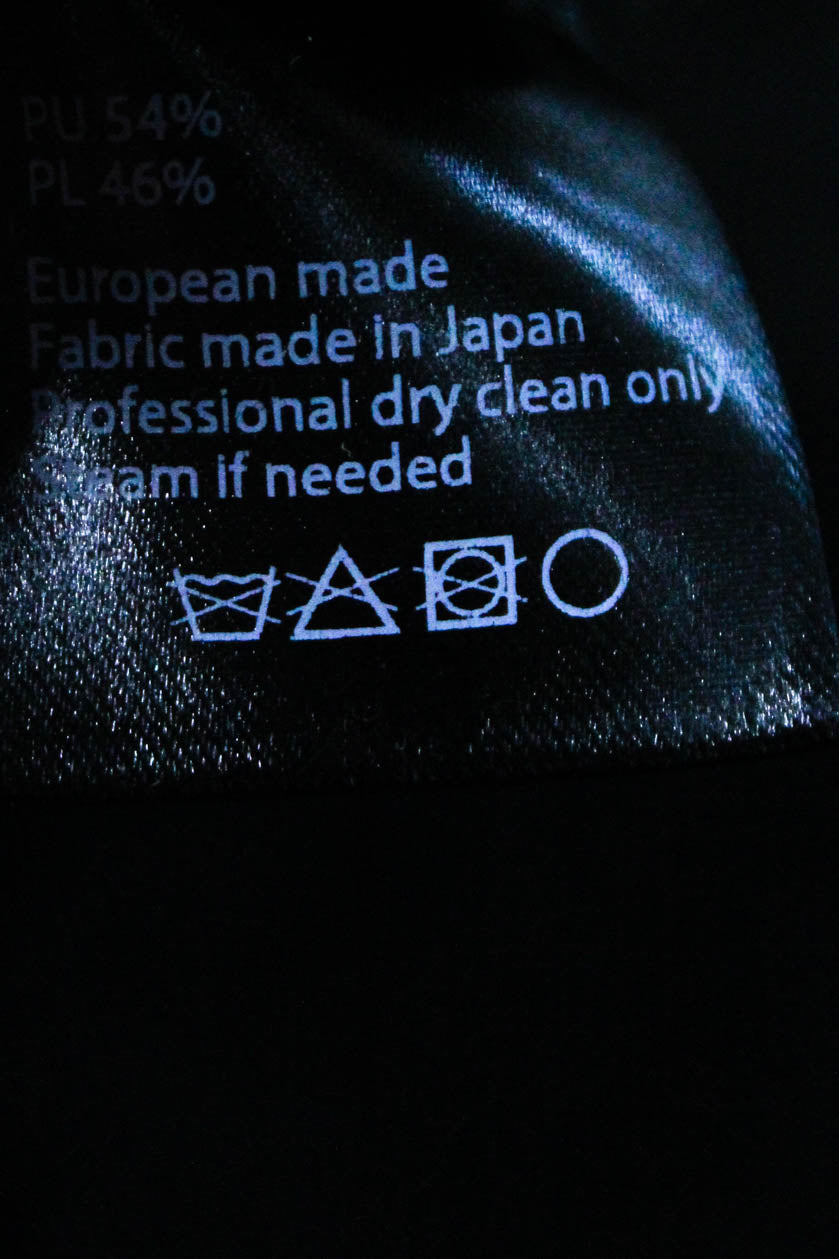 PU 54%
PL 46%
European made
Fabric made in Japan
Professional dry clean only
Steam if needed